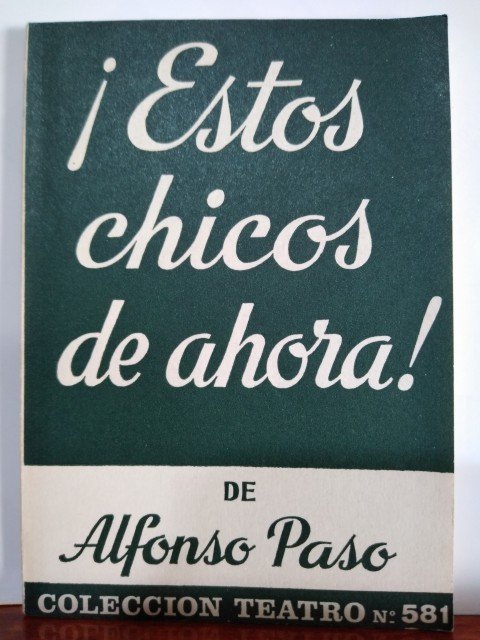 ¡Estos
chicos
de ahora!
DE
Alfonso Paso
COLECCION TEATRO Nº 581